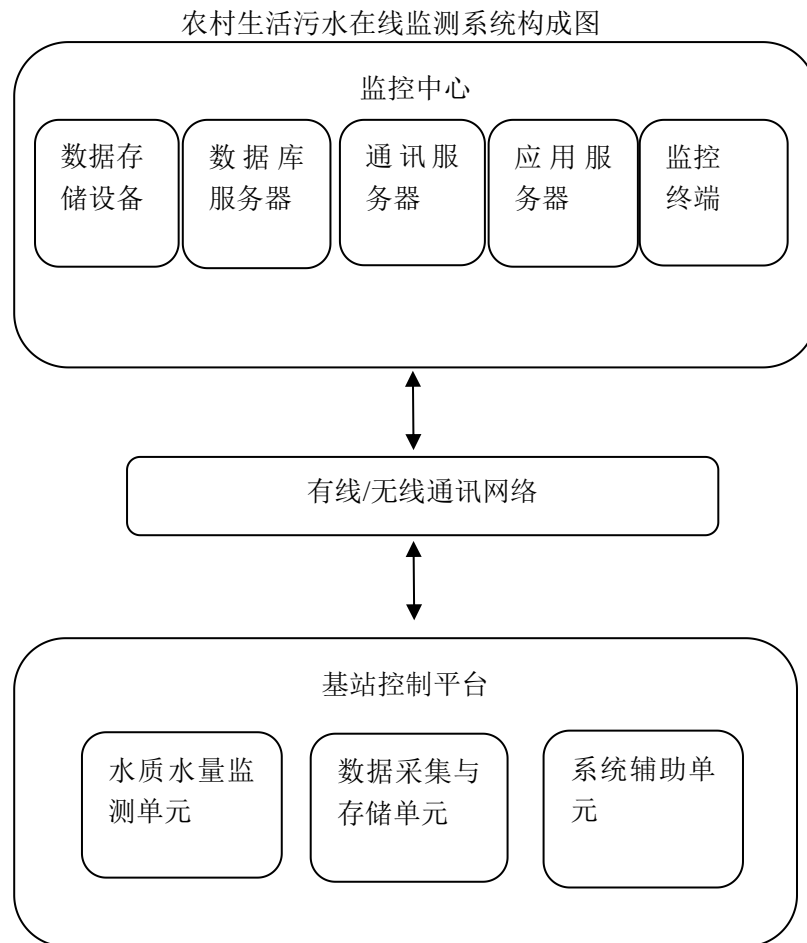 农村生活污水在线监测系统构成图
监控中心
数据存
储设备
数据库
服务器
通讯服
务器
应用服
务器
监控
终端
有线/无线通讯网络
基站控制平台
水质水量监
测单元
数据采集与
存储单元
系统辅助单
元